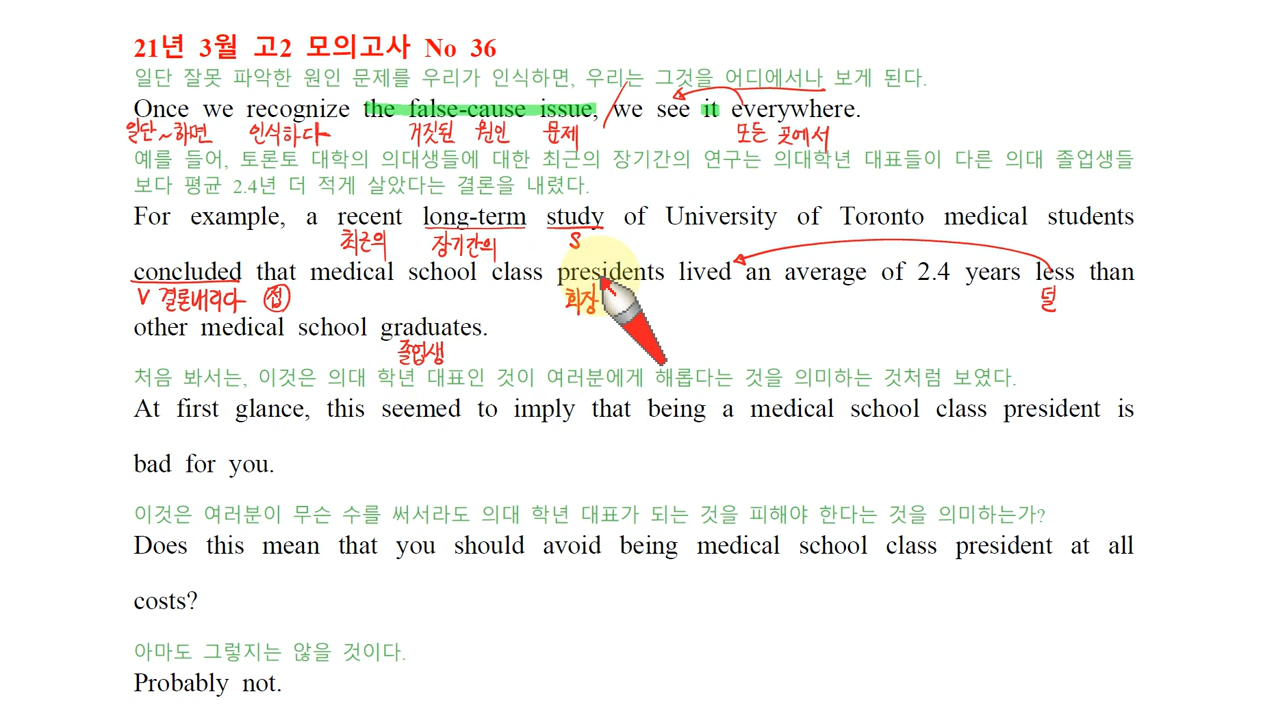 21년 3월 고2 모의고사 No 36
일단 잘못 파악한 원인 문제를 우리가 인식하면, 우리는 그것을 어디에서나 보게 된다.
Once we recognize the false-cause issue, we see it everywhere.
일단~하면 인식하다 거짓된 원인 문제 모든 곳에서
예를 들어, 토론토 대학의 의대생들에 대한 최근의 장기간의 연구는 의대학년 대표들이 다른 의대 졸업생들
보다 평균 2.4년 더 적게 살았다는 결론을 내렸다.
For example, a recent long-term study of University of Toronto medical students
최근의 장기간의 S
concluded that medical school class presidents lived an average of 2.4 years less than
V 결론내리다 접 회장 덜
other medical school graduates.
졸업생
처음 봐서는, 이것은 의대 학년 대표인 것이 여러분에게 해롭다는 것을 의미하는 것처럼 보였다.
At first glance, this seemed to imply that being a medical school class president is
bad for you.
이것은 여러분이 무슨 수를 써서라도 의대 학년 대표가 되는 것을 피해야 한다는 것을 의미하는가?
Does this mean that you should avoid being medical school class president at all
costs?
아마도 그렇지는 않을 것이다.
Probably not.